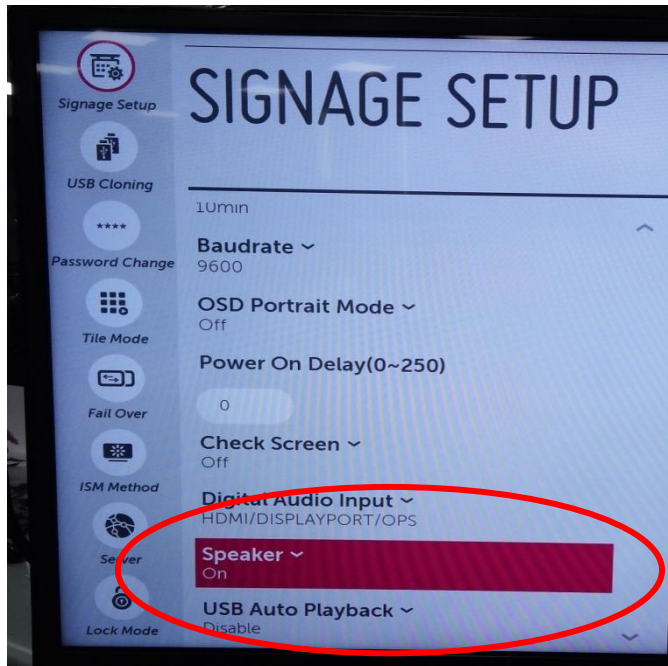 SIGNAGE SETUP
Signage Setup
USB Cloning
****
Password Change
Tile Mode
Fail Over
ISM Method
Server
Lock Mode
10min
Baudrate
9600
OSD Portrait Mode
Off
Power On Delay(0~250)
0
Check Screen
Off
Digital Audio Input
HDMI/DISPLAYPORT/OPS
Speaker
On
USB Auto Playback
Disable